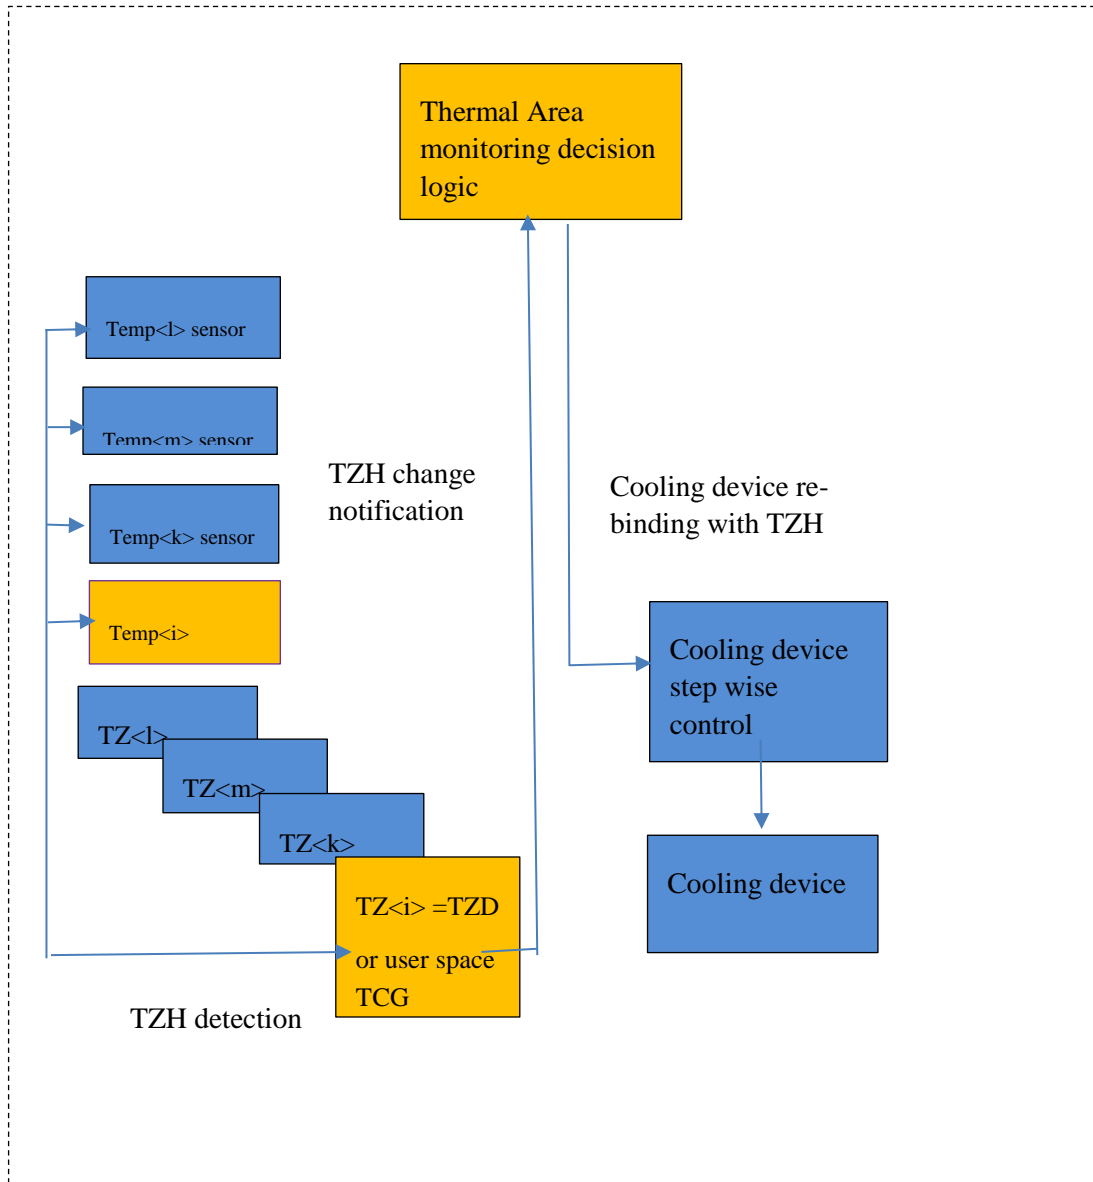 Thermal Area
monitoring decision
logic
Temp<l> sensor
Temp<m> sensor
Temp<k> sensor
Temp<i>
TZH change
notification
Cooling device re-
binding with TZH
Cooling device
step wise
control
Cooling device
TZ<l>
TZ<m>
TZ<k>
TZ<i> =TZD
or user space
TCG
TZH detection